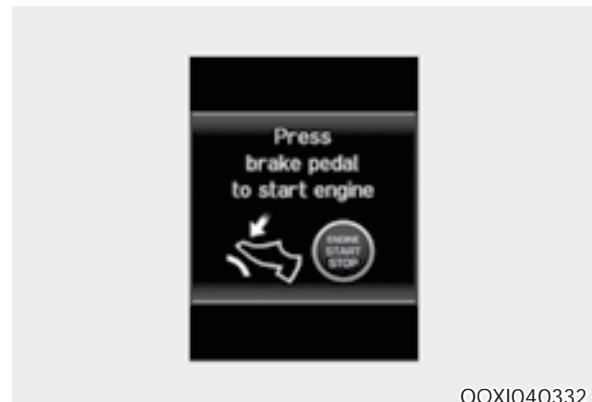 Press
brake pedal
to start engine
ENGINE
START
STOP
OOXI040332